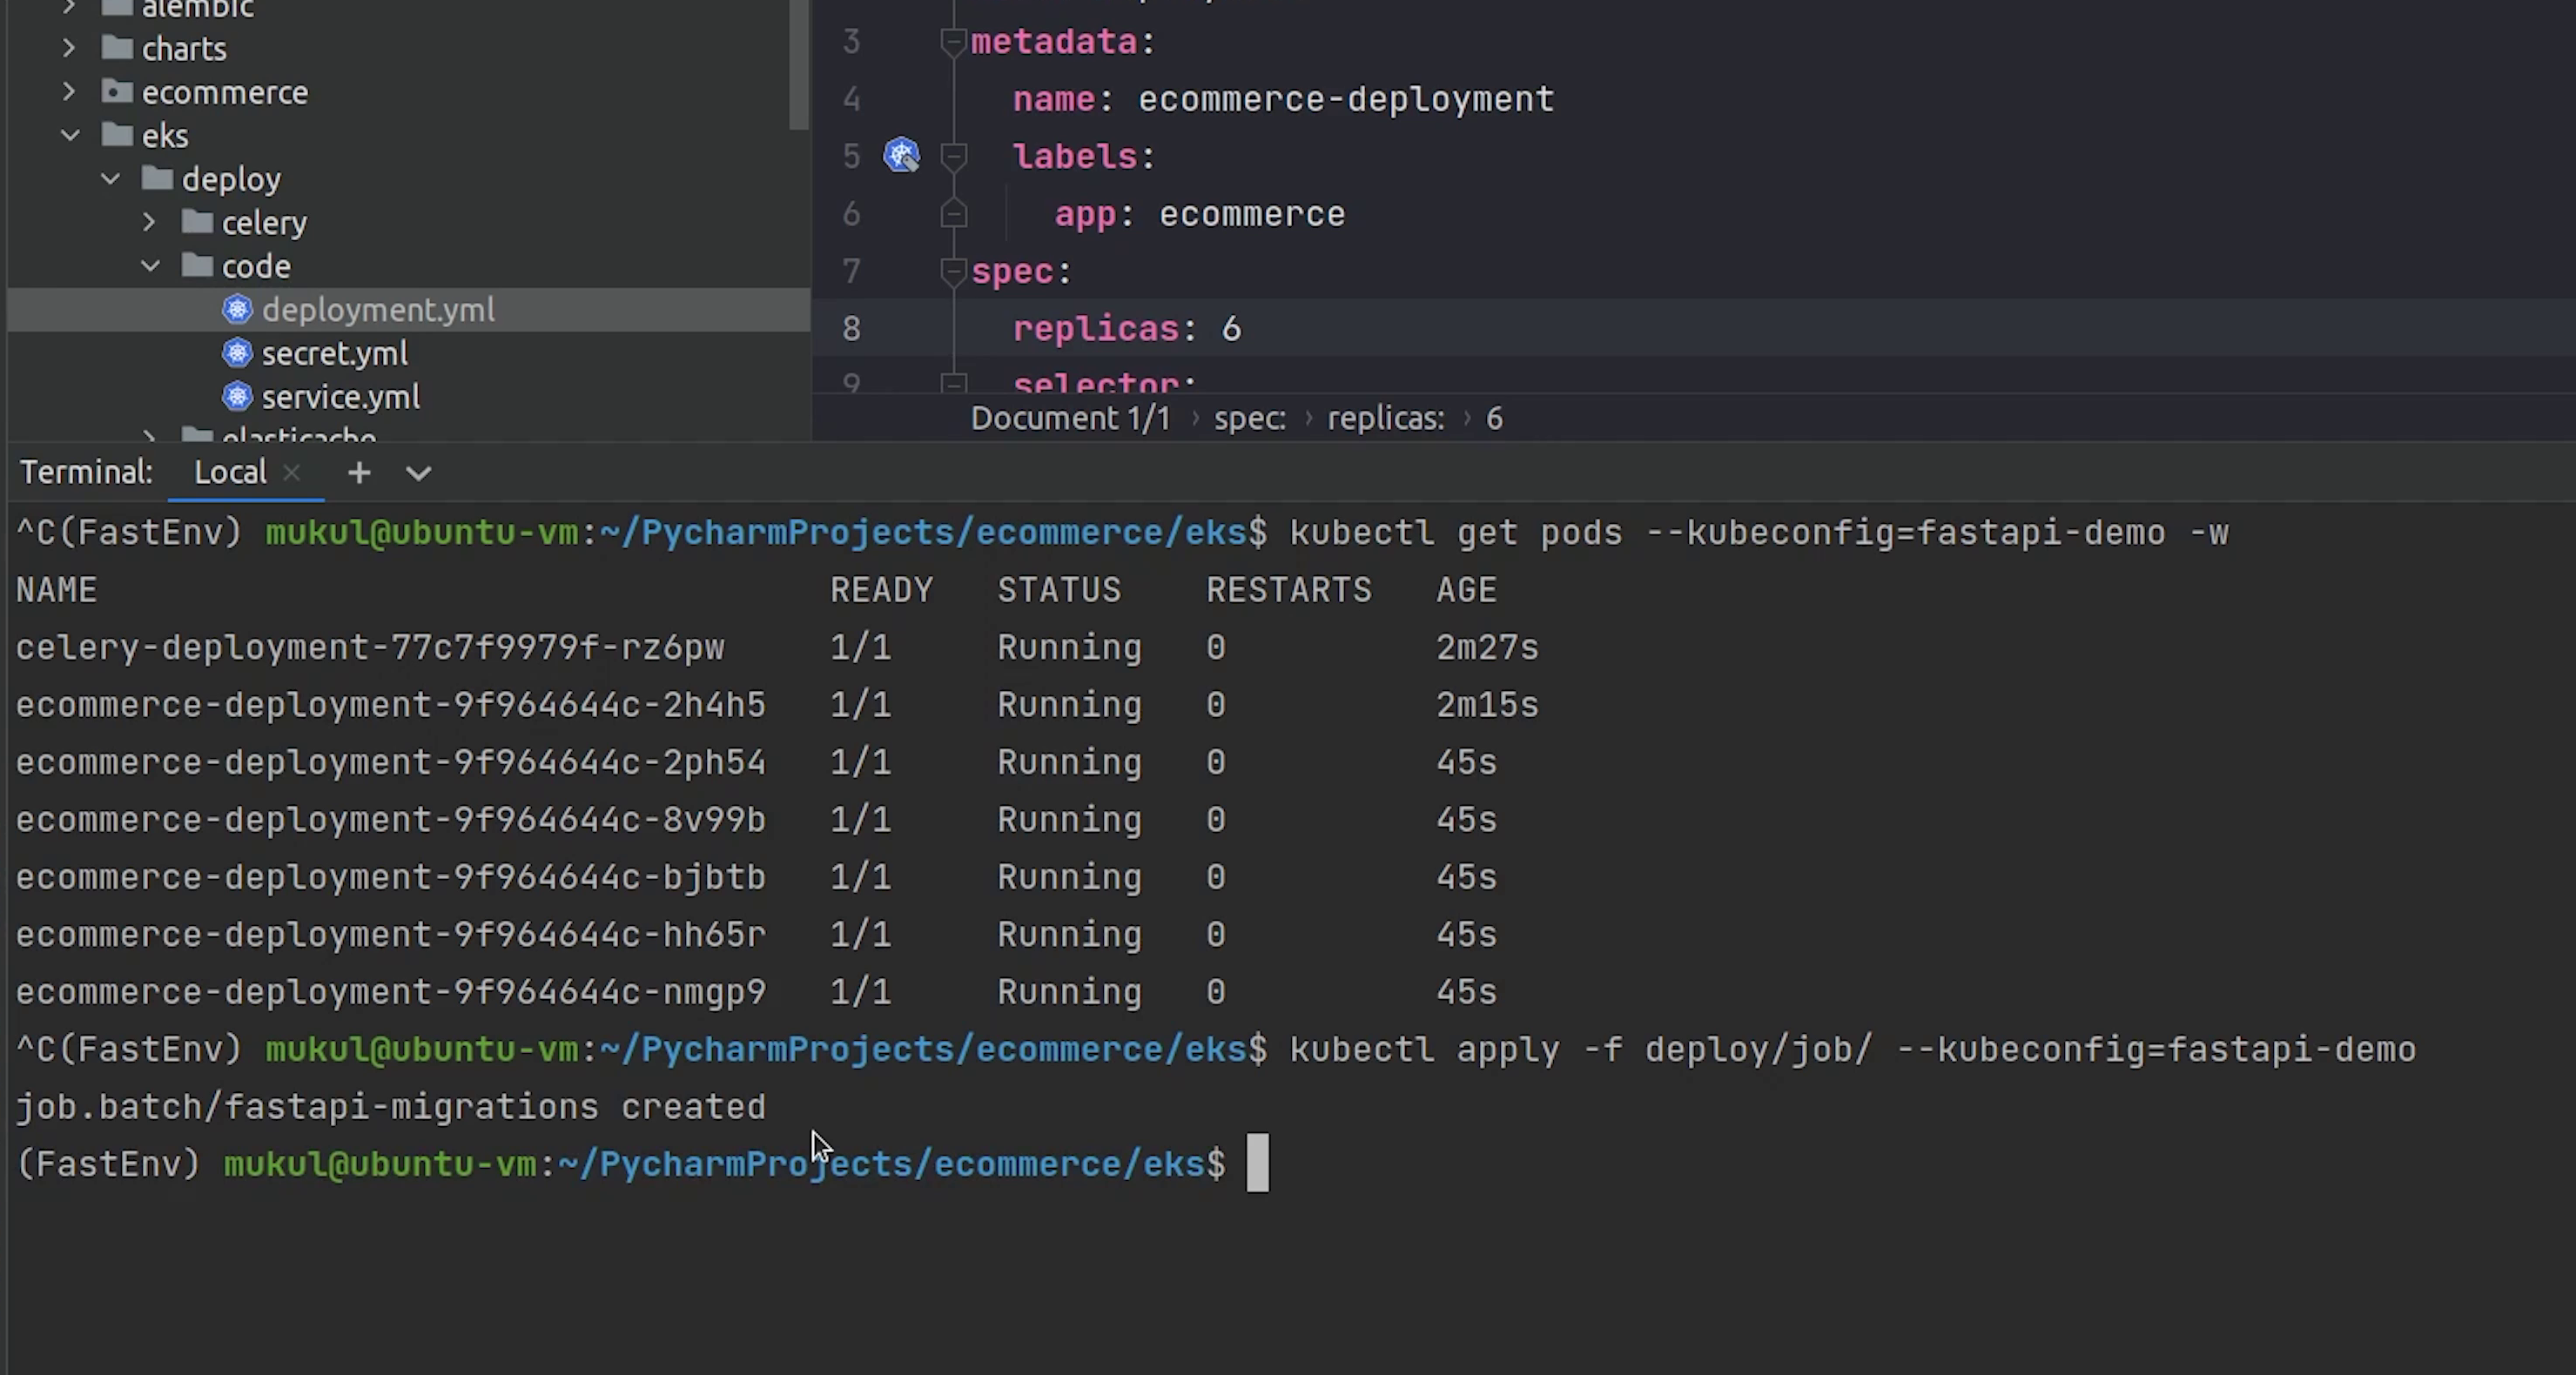 alembic
charts
ecommerce
eks
deploy
celery
code
deployment.yml
secret.yml
service.yml
elasticache
3 metadata:
4 name: ecommerce-deployment
5 labels:
6 app: ecommerce
7 spec:
8 replicas: 6
9 selector:
Document 1/1 › spec: › replicas: › 6
Terminal: Local × +
^C(FastEnv) mukul@ubuntu-vm:~/PycharmProjects/ecommerce/eks$ kubectl get pods --kubeconfig=fastapi-demo -w
NAME READY STATUS RESTARTS AGE
celery-deployment-77c7f9979f-rz6pw 1/1 Running 0 2m27s
ecommerce-deployment-9f964644c-2h4h5 1/1 Running 0 2m15s
ecommerce-deployment-9f964644c-2ph54 1/1 Running 0 45s
ecommerce-deployment-9f964644c-8v99b 1/1 Running 0 45s
ecommerce-deployment-9f964644c-bjbtb 1/1 Running 0 45s
ecommerce-deployment-9f964644c-hh65r 1/1 Running 0 45s
ecommerce-deployment-9f964644c-nmgp9 1/1 Running 0 45s
^C(FastEnv) mukul@ubuntu-vm:~/PycharmProjects/ecommerce/eks$ kubectl apply -f deploy/job/ --kubeconfig=fastapi-demo
job.batch/fastapi-migrations created
(FastEnv) mukul@ubuntu-vm:~/PycharmProjects/ecommerce/eks$